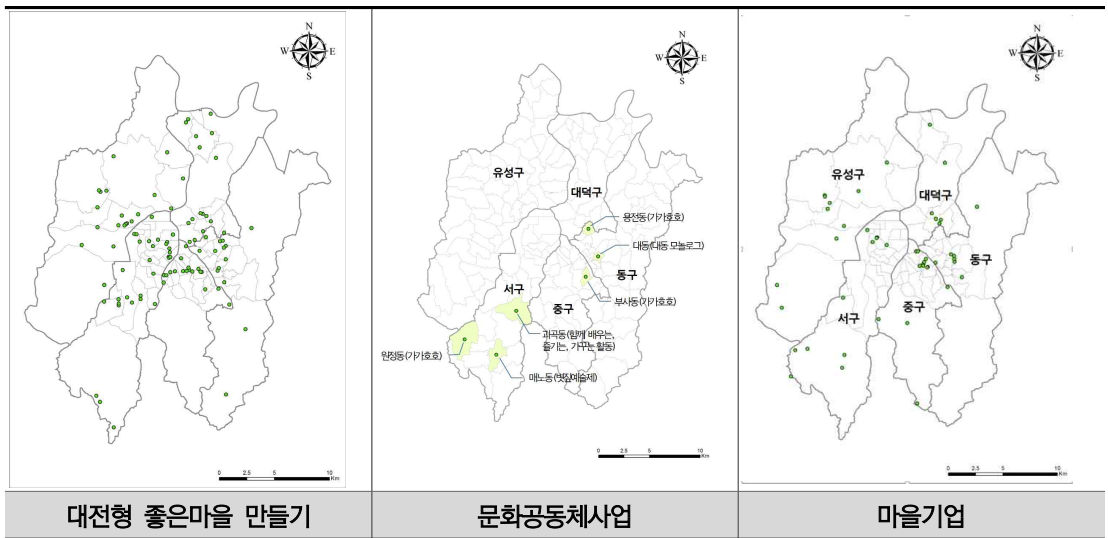 N
W E
S
0 2.5 5 10
Km
대전형 좋은마을 만들기
N
W E
S
유성구
대덕구
용전동(가가호호)
대동(대동 모놀로그)
동구
부사동(가가호호)
서구
중구
괴곡동(함께 배우는,
즐기는, 가꾸는 활동)
원정동(가가호호)
매노동(볏짚예술제)
0 2.5 5 10
Km
문화공동체사업
N
W E
S
유성구
대덕구
동구
중구
서구
0 2.5 5 10
Km
마을기업